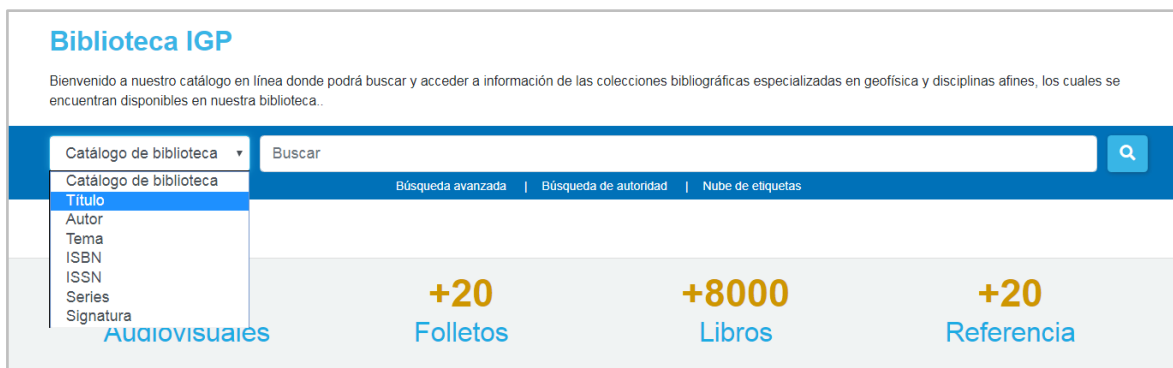 Biblioteca IGP
Bienvenido a nuestro catálogo en línea donde podrá buscar y acceder a información de las colecciones bibliográficas especializadas en geofísica y disciplinas afines, los cuales se
encuentran disponibles en nuestra biblioteca..
Catálogo de biblioteca Buscar
Catálogo de biblioteca
Búsqueda avanzada | Búsqueda de autoridad | Nube de etiquetas
Título
Autor
Tema
ISBN
ISSN
Series
Signatura
+20 +8000 +20
Audiovisuales Folletos Libros Referencia